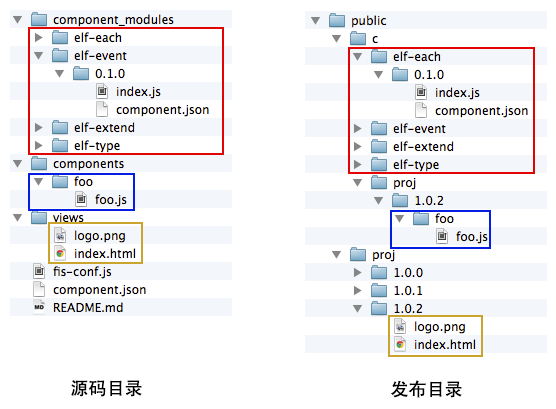 component_modules
elf-each
elf-event
0.1.0
index.js
component.json
elf-extend
elf-type
components
foo
foo.js
views
logo.png
index.html
fis-conf.js
component.json
README.md
源码目录
public
c
elf-each
0.1.0
index.js
component.json
elf-event
elf-extend
elf-type
proj
1.0.2
foo
foo.js
proj
1.0.0
1.0.1
1.0.2
logo.png
index.html
发布目录